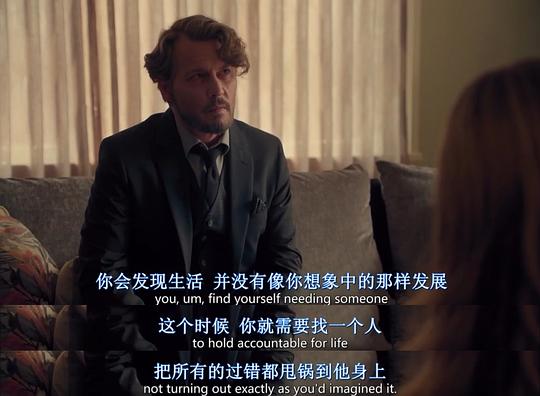 你会发现生活 并没有像你想象中的那样发展
you, um, find yourself needing someone
这个时候 你就需要找一个人
to hold accountable for life
把所有的过错都甩锅到他身上
not turning out exactly as you'd imagined it.